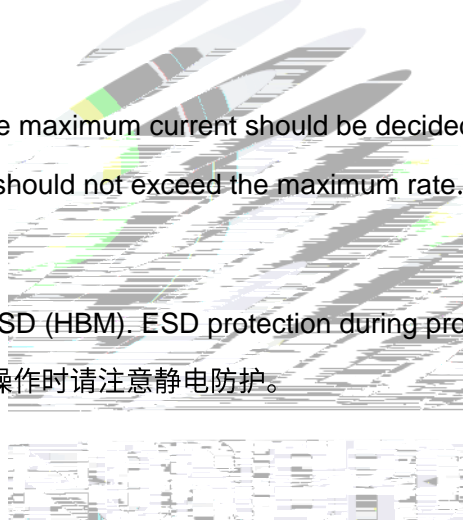 e maximum current should be decided
should not exceed the maximum rate.
SD (HBM). ESD protection during pro
操作时请注意静电防护。